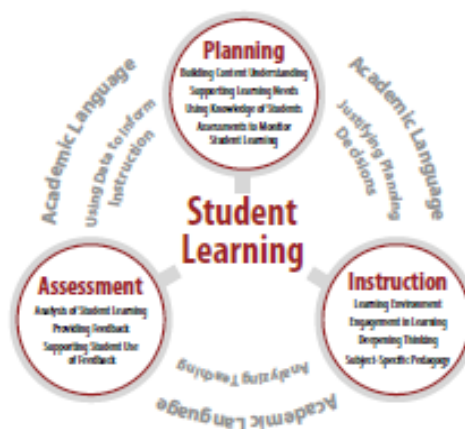 Planning
Building Content Understanding
Supporting Learning Needs
Using Knowledge of Students
Assessments to Monitor
Student Learning
Academic Language
Using Data to Inform
Instruction
Academic Language
Justifying Planning
Decisions
Student
Learning
Assessment
Analysis of Student Learning
Providing Feedback
Supporting Student Use
of Feedback
Instruction
Learning Environment
Engagement in Learning
Deepening Thinking
Subject-Specific Pedagogy
Analyzing Teaching
Academic Language